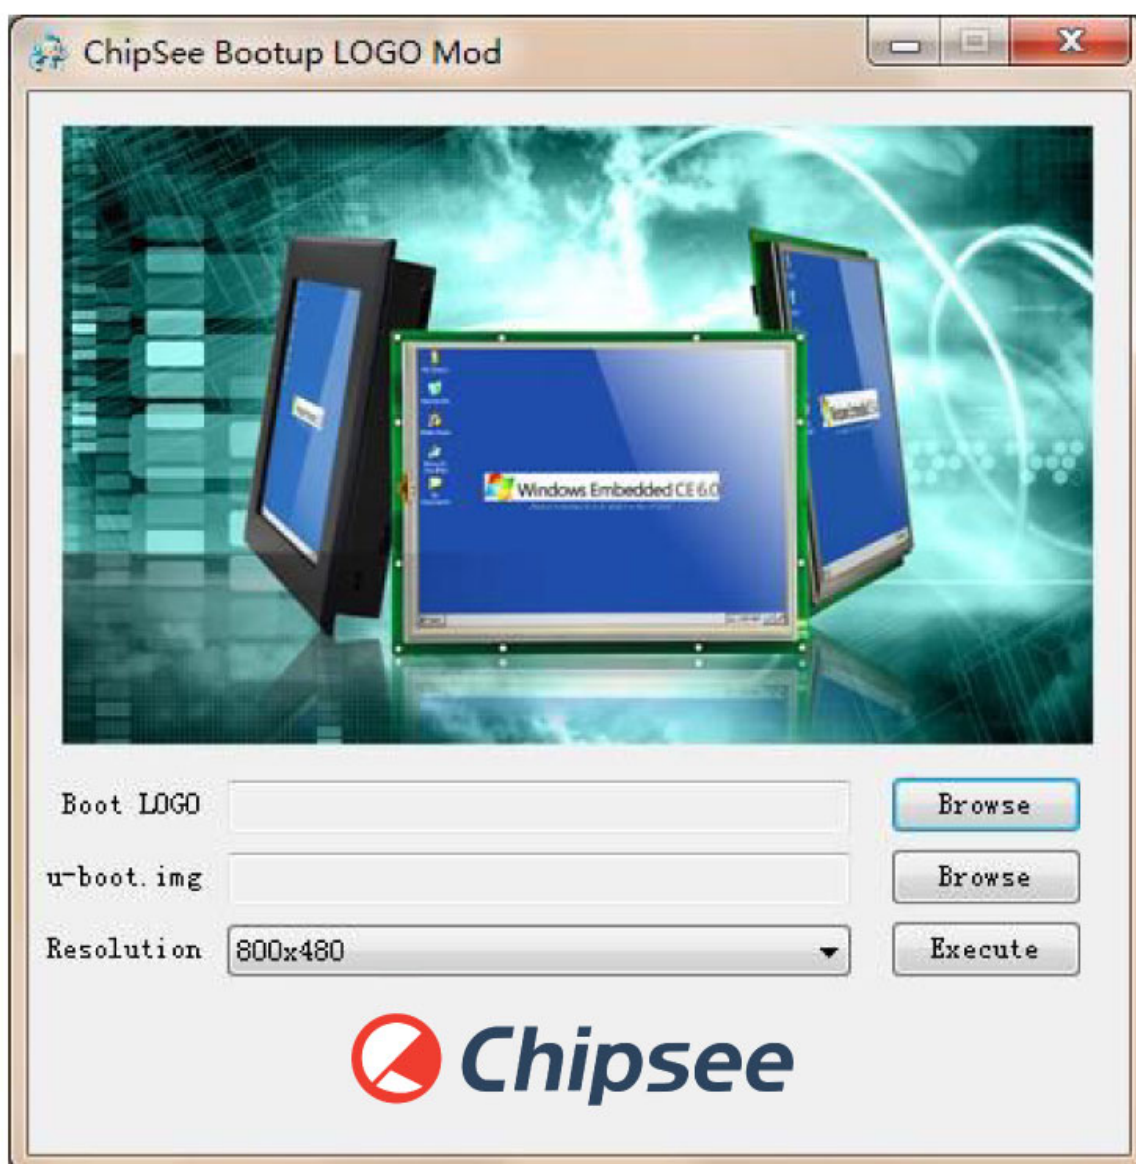 ChipSee Bootup LOGO Mod
Windows Embedded CE 6.0
Boot LOGO
Browse
u-boot.img
Browse
Resolution
800x480
Execute
Chipsee